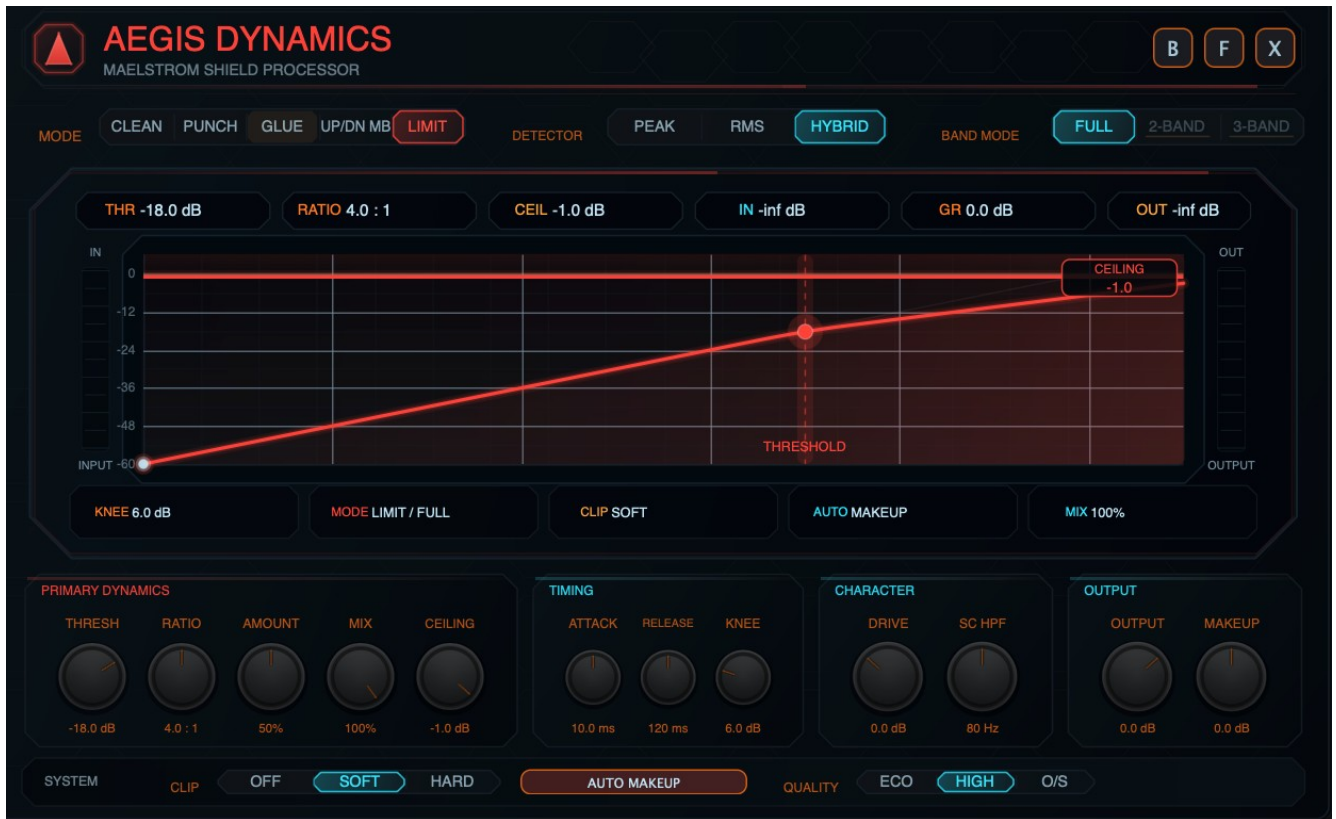 AEGIS DYNAMICS
MAELSTROM SHIELD PROCESSOR
B F X
MODE CLEAN PUNCH GLUE UP/DN MB LIMIT DETECTOR PEAK RMS HYBRID BAND MODE FULL 2-BAND 3-BAND
THR -18.0 dB RATIO 4.0 : 1 CEIL -1.0 dB IN -inf dB GR 0.0 dB OUT -inf dB
IN OUT
0
CEILING
-1.0
-12
-24
-36
-48
THRESHOLD
INPUT -60 OUTPUT
KNEE 6.0 dB MODE LIMIT / FULL CLIP SOFT AUTO MAKEUP MIX 100%
PRIMARY DYNAMICS TIMING CHARACTER OUTPUT
THRESH RATIO AMOUNT MIX CEILING ATTACK RELEASE KNEE DRIVE SC HPF OUTPUT MAKEUP
-18.0 dB 4.0 : 1 50% 100% -1.0 dB 10.0 ms 120 ms 6.0 dB 0.0 dB 80 Hz 0.0 dB 0.0 dB
SYSTEM CLIP OFF SOFT HARD AUTO MAKEUP QUALITY ECO HIGH O/S